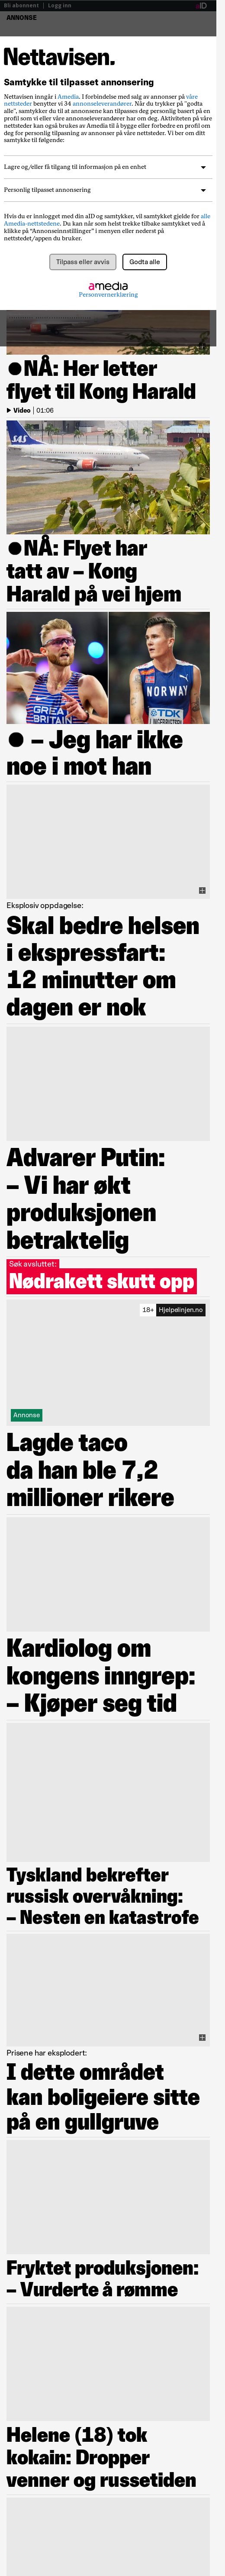 Bli abonnent | Logg inn
aID
ANNONSE
Nettavisen.
Samtykke til tilpasset annonsering
Nettavisen inngår i Amedia. I forbindelse med salg av annonser på våre
nettsteder benytter vi 34 annonseleverandører. Når du trykker på "godta
alle", samtykker du til at annonsene kan tilpasses deg personlig basert på din
profil som vi eller våre annonseleverandører har om deg. Aktiviteten på våre
nettsteder kan også brukes av Amedia til å bygge eller forbedre en profil om
deg for personlig tilpasning av annonser på våre nettsteder. Vi ber om ditt
samtykke til følgende:
Lagre og/eller få tilgang til informasjon på en enhet
Personlig tilpasset annonsering
Hvis du er innlogget med din aID og samtykker, vil samtykket gjelde for alle
Amedia-nettstedene. Du kan når som helst trekke tilbake samtykket ved å
klikke på “Annonseinnstillinger” i menyen eller nederst på
nettstedet/appen du bruker.
Tilpass eller avvis
Godta alle
amedia
Personvernerklæring
●NÅ: Her letter
flyet til Kong Harald
Video | 01:06
SAS
●NÅ: Flyet har
tatt av – Kong
Harald på vei hjem
GREAT
BRITAIN
NORWAY
TDK
● – Jeg har ikke
noe i mot han
Eksplosiv oppdagelse:
Skal bedre helsen
i ekspressfart:
12 minutter om
dagen er nok
Advarer Putin:
– Vi har økt
produksjonen
betraktelig
Søk avsluttet:
Nødrakett skutt opp
18+ Hjelpelinjen.no
Annonse
Lagde taco
da han ble 7,2
millioner rikere
Kardiolog om
kongens inngrep:
– Kjøper seg tid
Tyskland bekrefter
russisk overvåkning:
– Nesten en katastrofe
Prisene har eksplodert:
I dette området
kan boligeiere sitte
på en gullgruve
Fryktet produksjonen:
– Vurderte å rømme
Helene (18) tok
kokain: Dropper
venner og russetiden